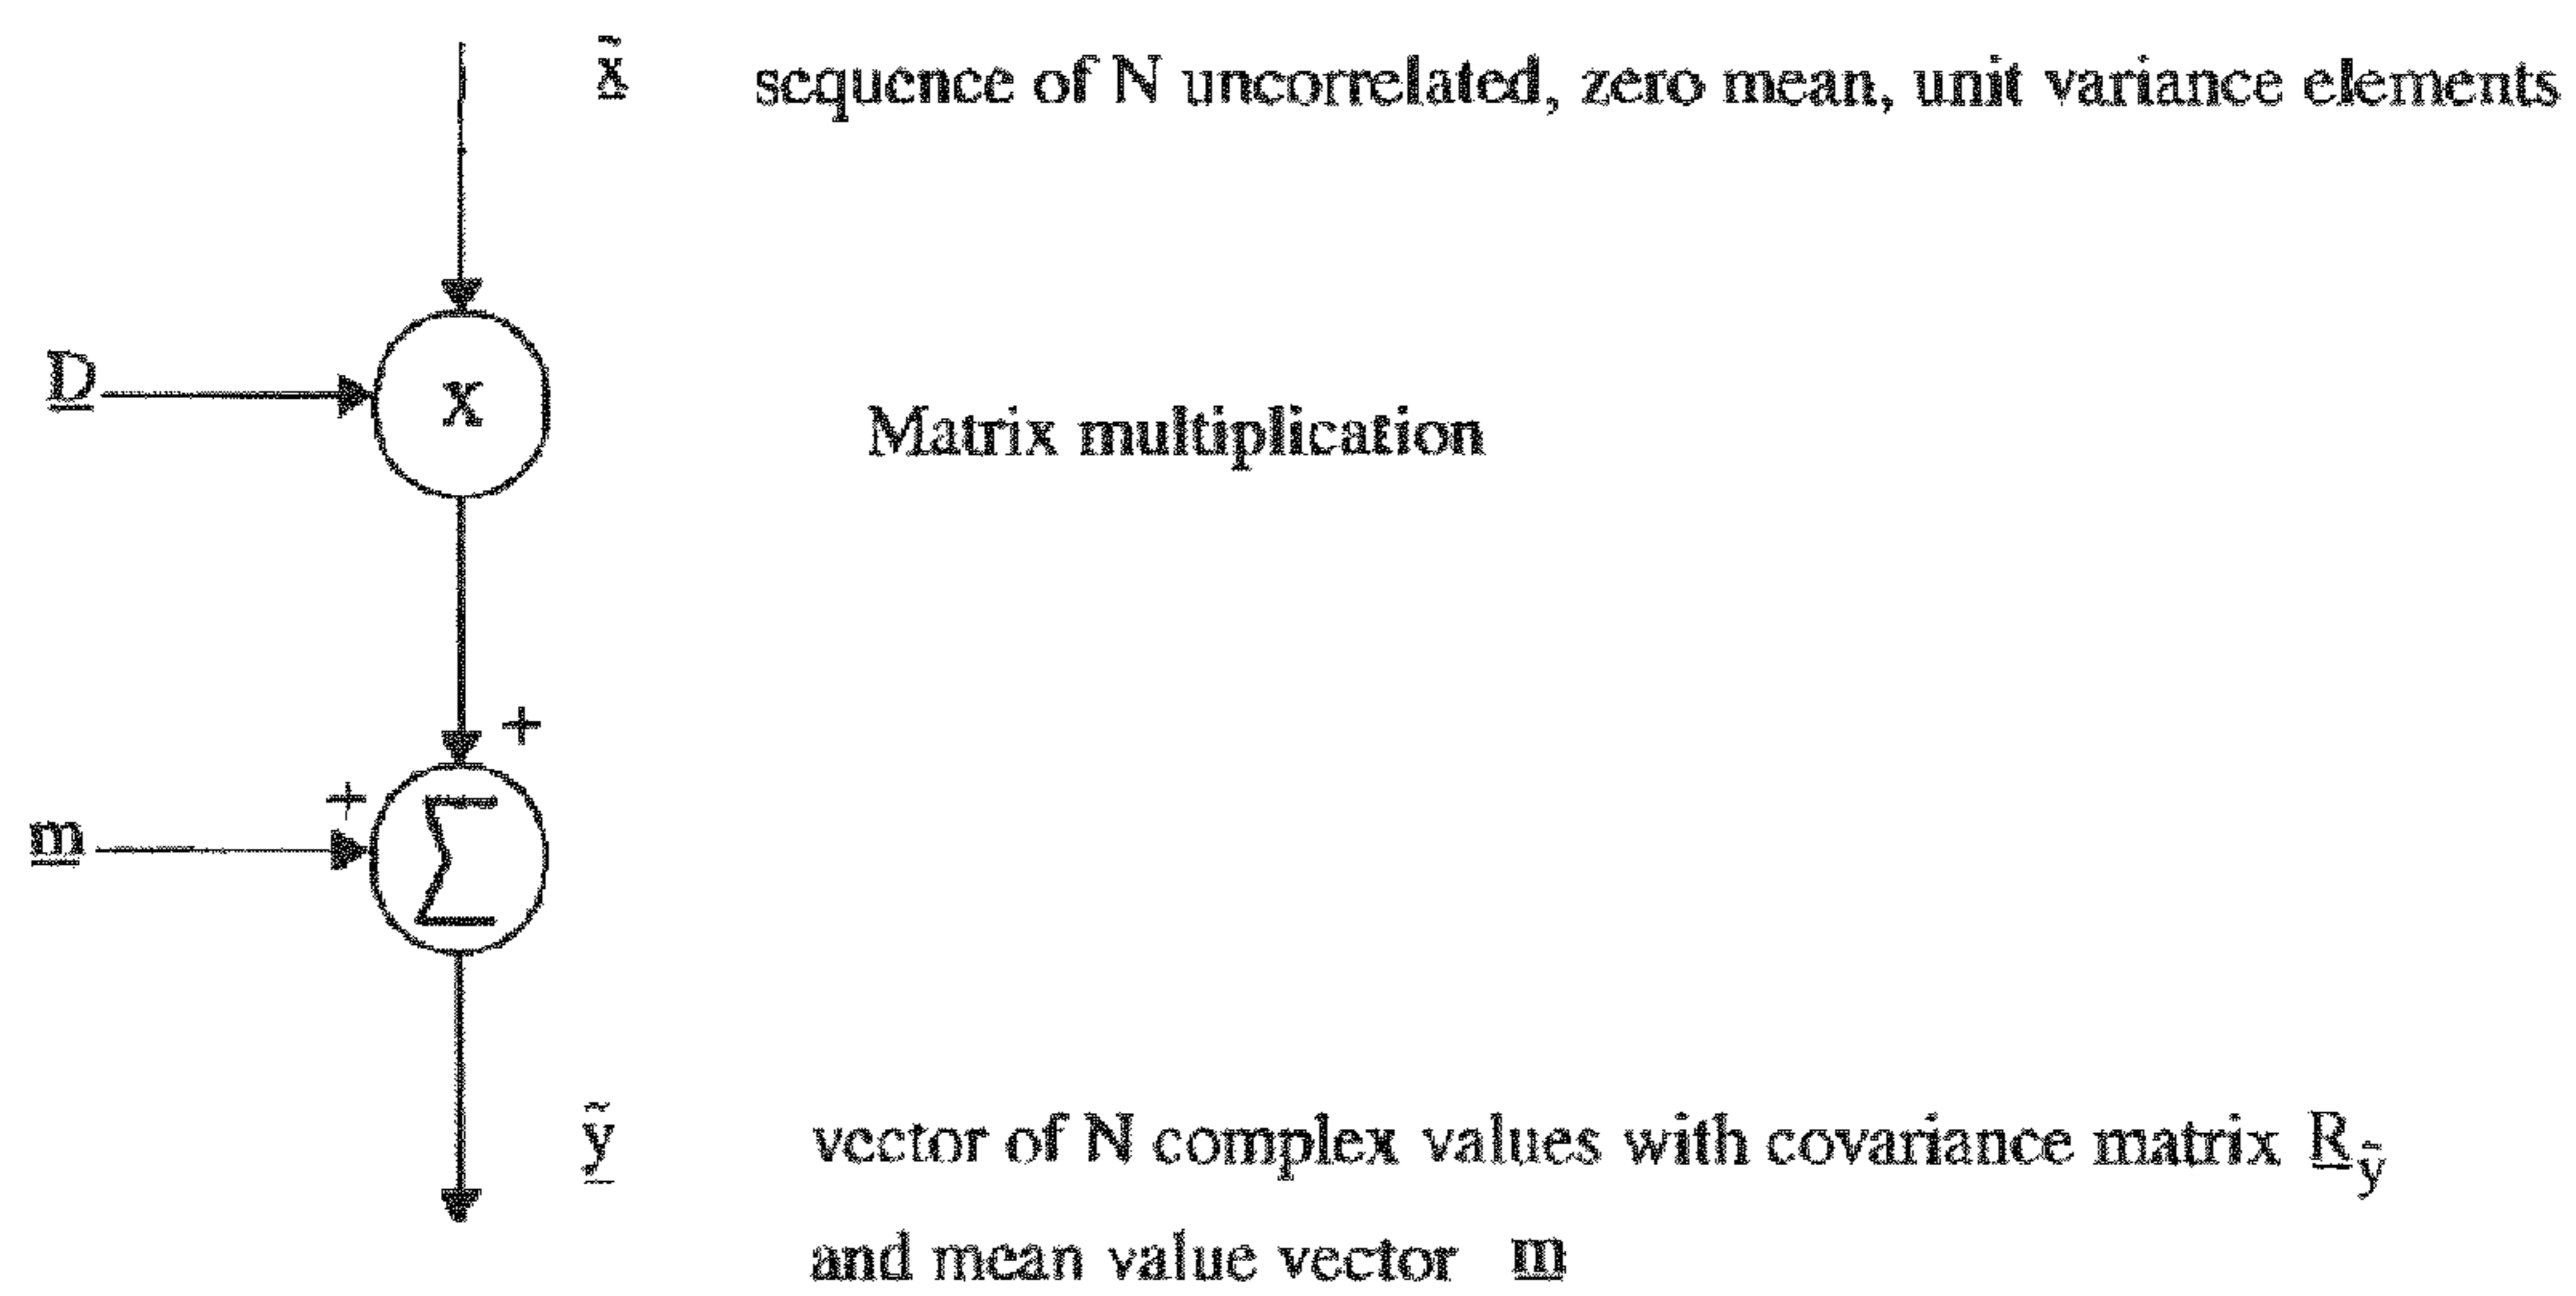 x̃ sequence of N uncorrelated, zero mean, unit variance elements
D
x
Matrix multiplication
+
+
m
Σ
ỹ vector of N complex values with covariance matrix R ỹ
and mean value vector m